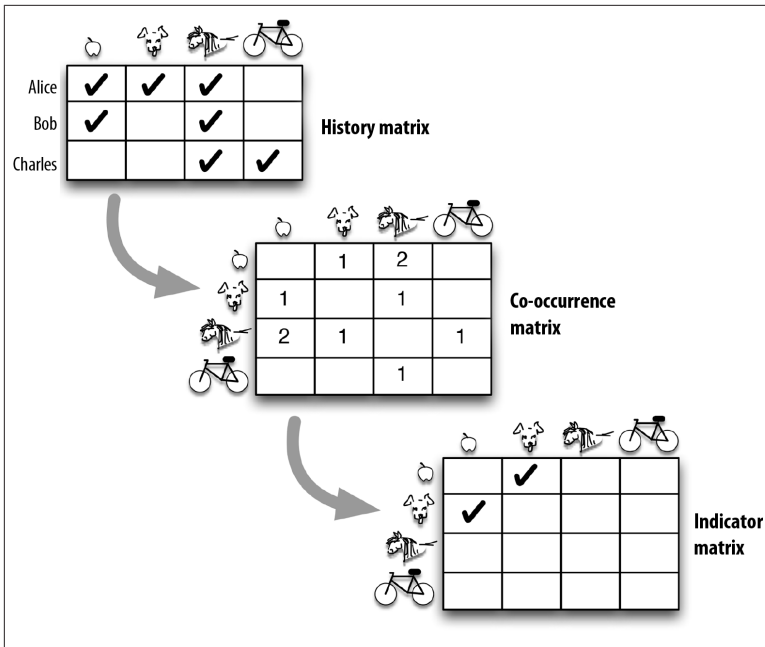 Alice
Bob
History matrix
Charles
1 2
1 1
Co-occurrence
matrix
2 1 1
1
Indicator
matrix